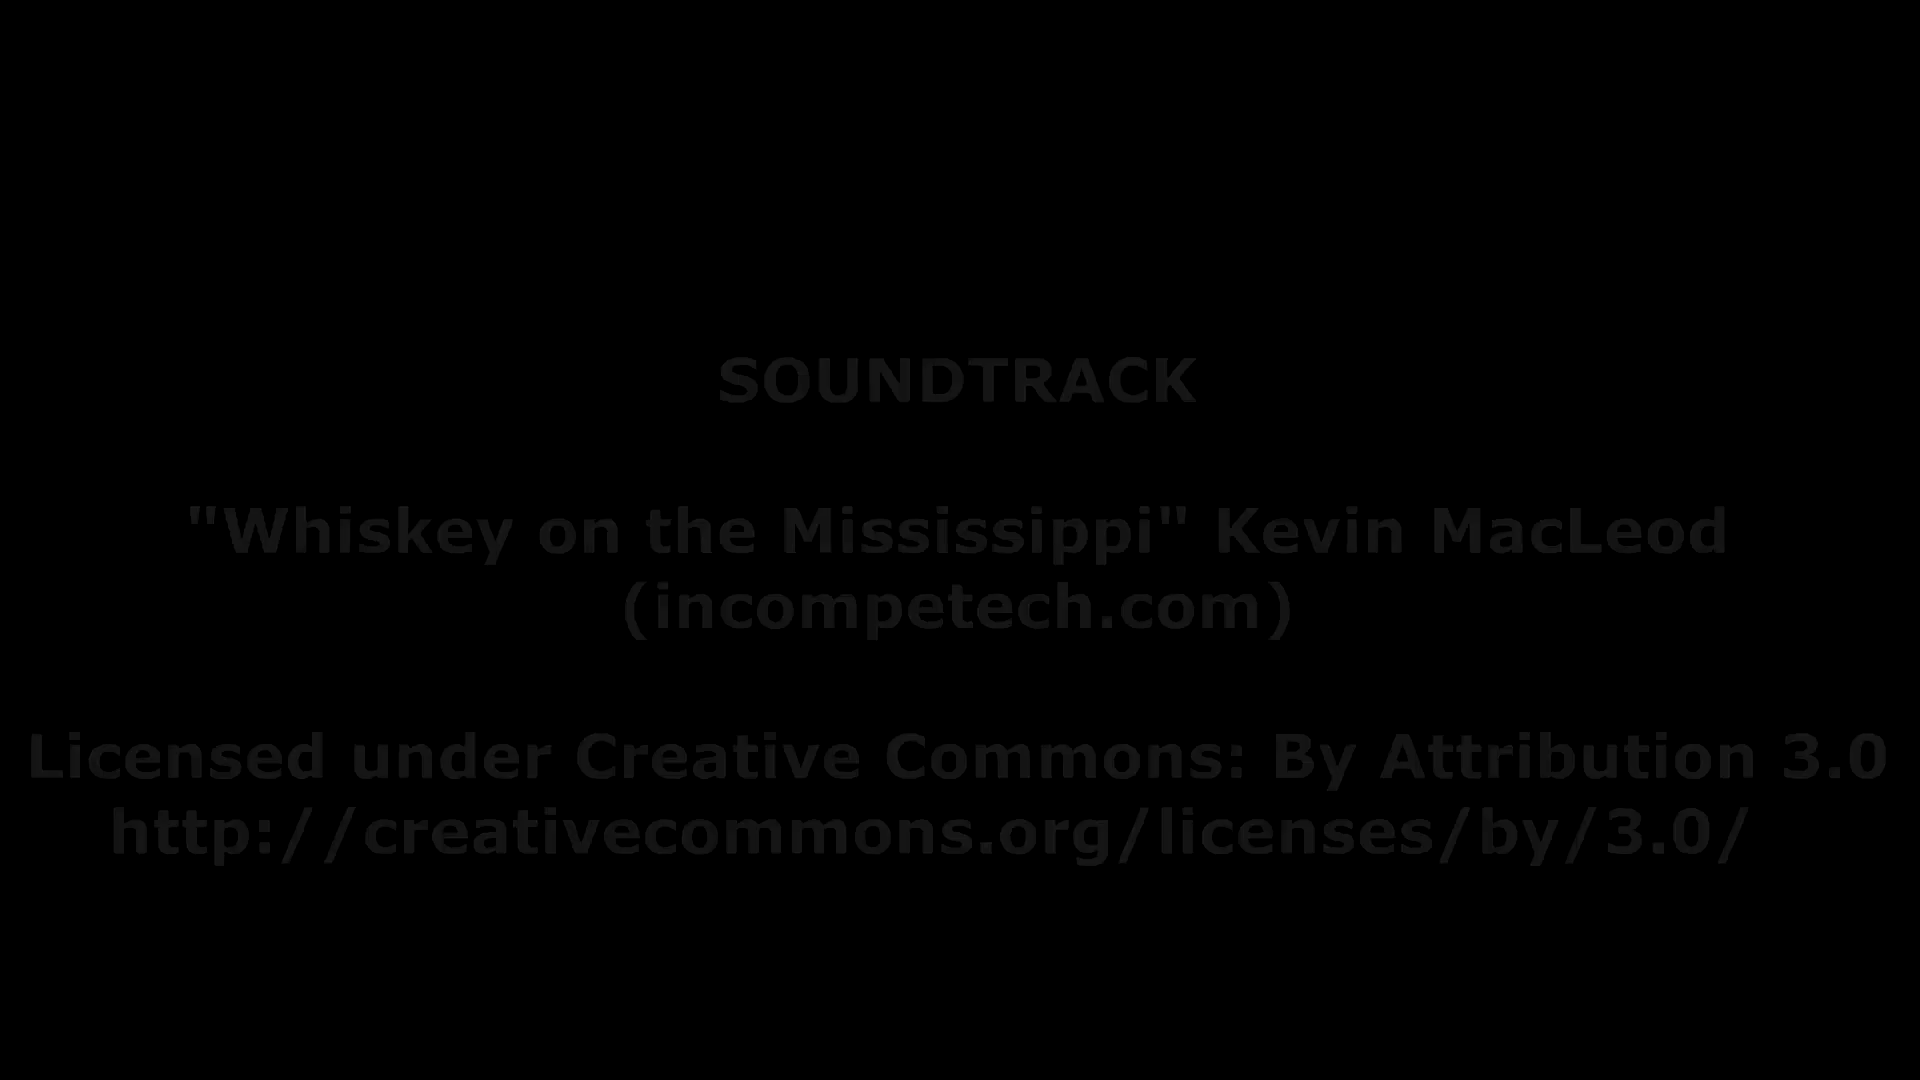 SOUNDTRACK
"Whiskey on the Mississippi" Kevin MacLeod
(incompetech.com)
Licensed under Creative Commons: By Attribution 3.0
http://creativecommons.org/licenses/by/3.0/